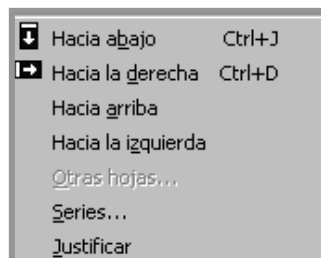 Hacia abajo Ctrl+J
Hacia la derecha Ctrl+D
Hacia arriba
Hacia la izquierda
Otras hojas...
Series...
Justificar